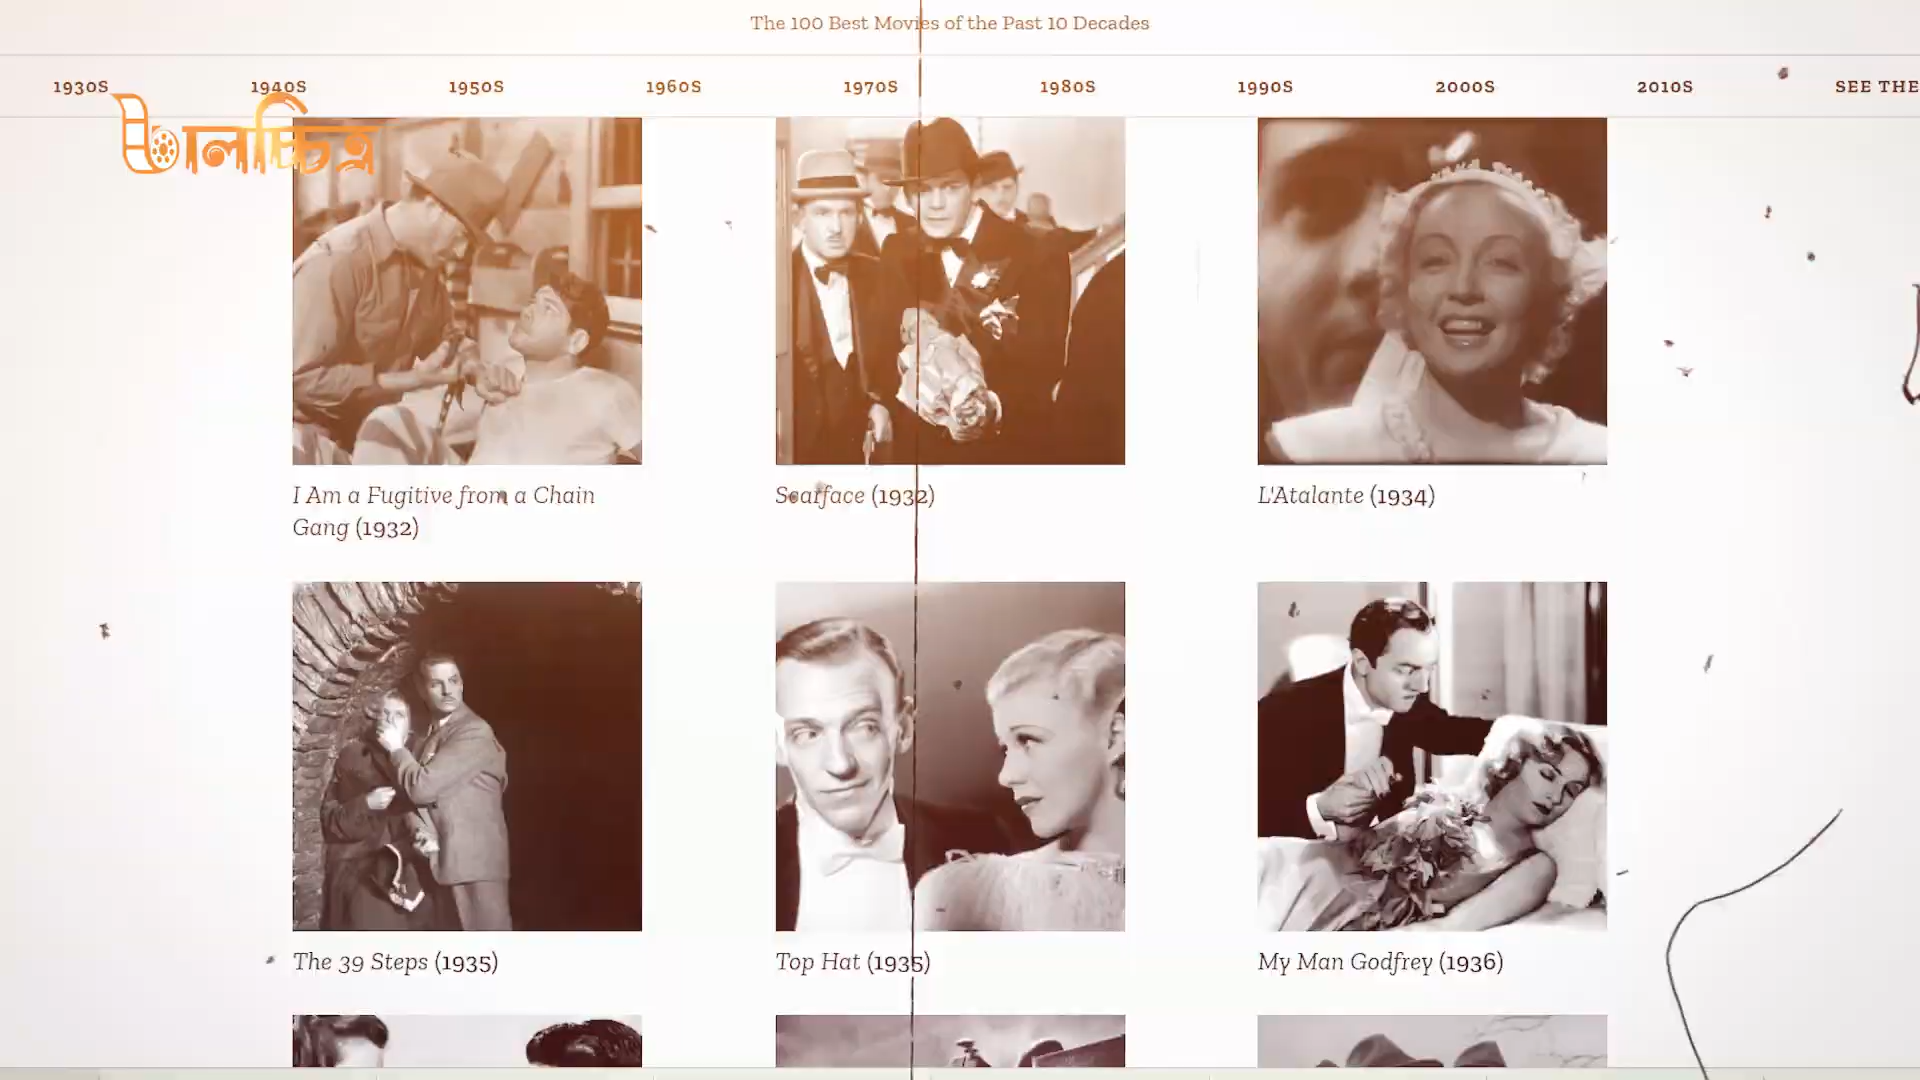 The 100 Best Movies of the Past 10 Decades
1930S 1940S 1950S 1960S 1970S 1980S 1990S 2000S 2010S SEE THE
চালচ্চিত্র
I Am a Fugitive from a Chain
Gang (1932)
Scarface (1932)
L'Atalante (1934)
The 39 Steps (1935)
Top Hat (1935)
My Man Godfrey (1936)